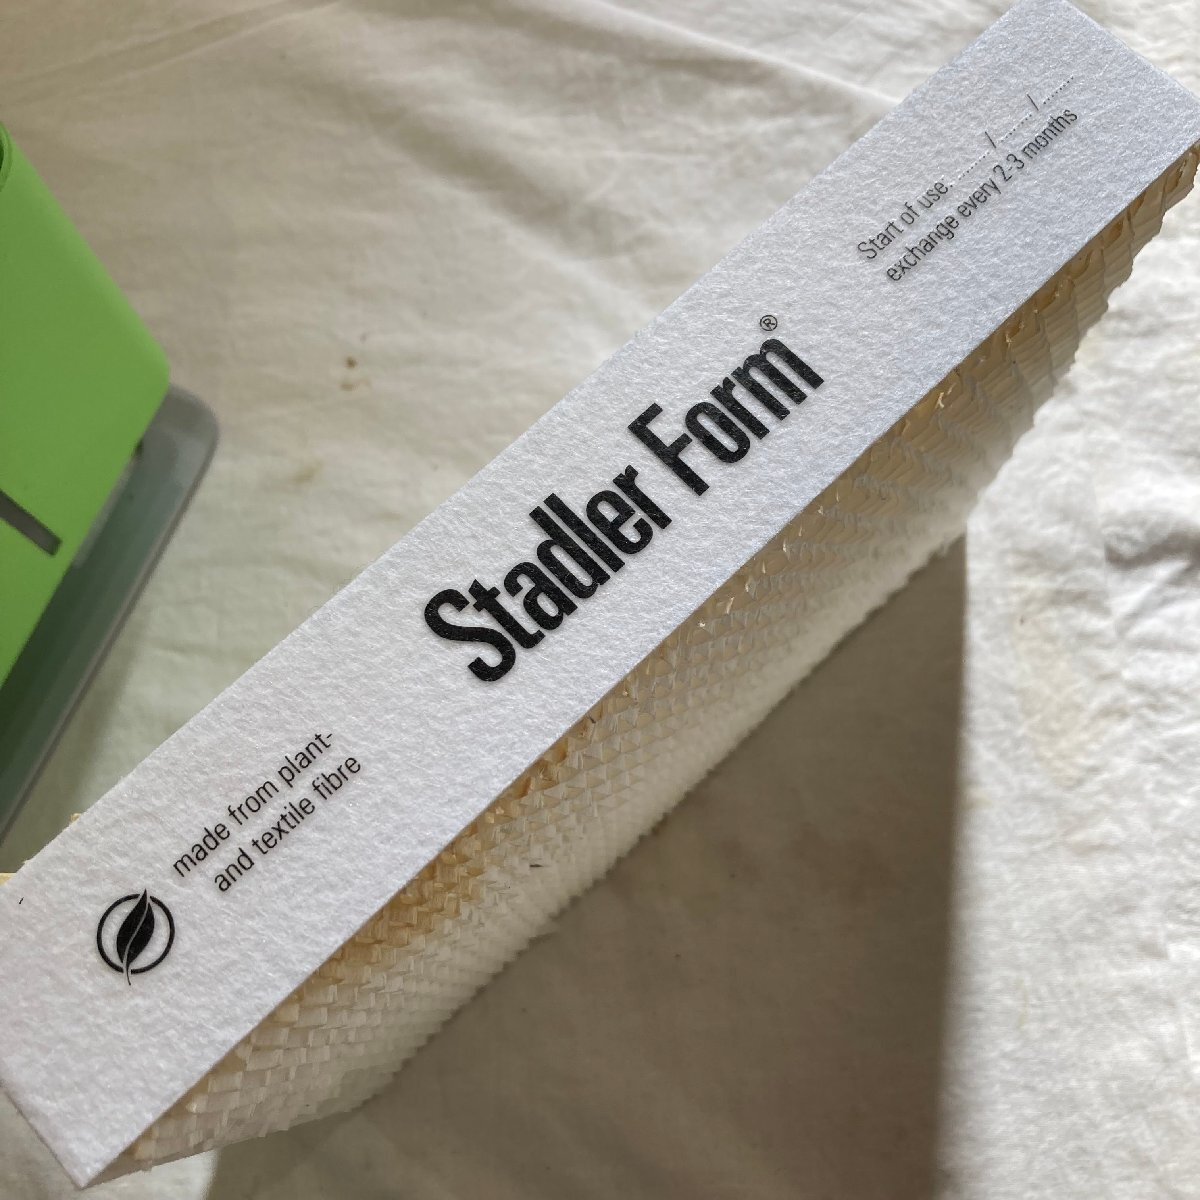 made from plant-
and textile fibre
Stadler Form®
Start of use: ....... / ....... / .......
exchange every 2-3 months